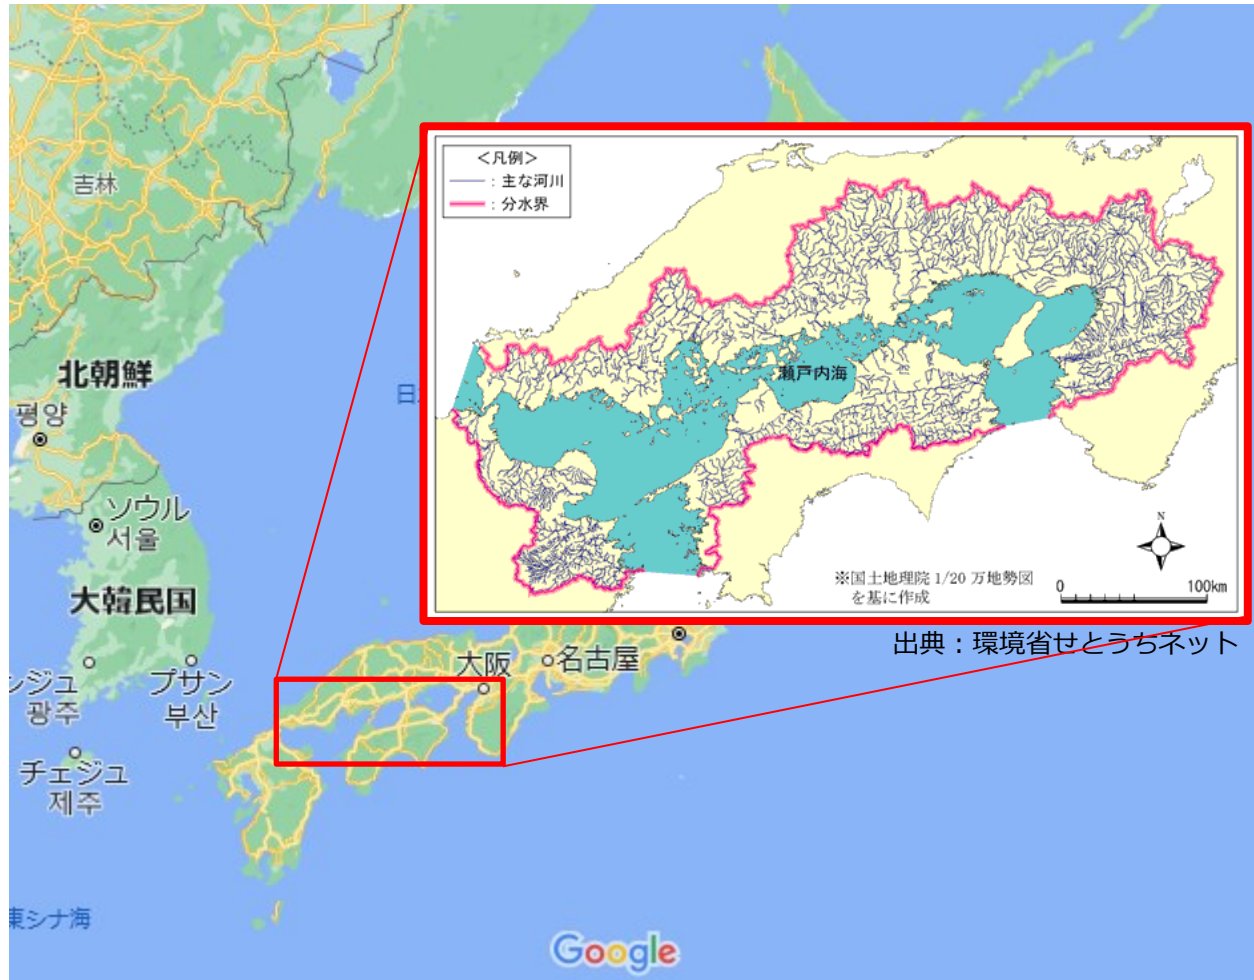 吉林
<凡例>
:主な河川
:分水界
北朝鮮
평양
瀬戸内海
ソウル
서울
N
※国土地理院 1/20 万地勢図
を基に作成
0
100km
大韓民国
出典：環境省せとうちネット
大阪
名古屋
プサン
부산
광주
チェジュ
제주
東シナ海
Google